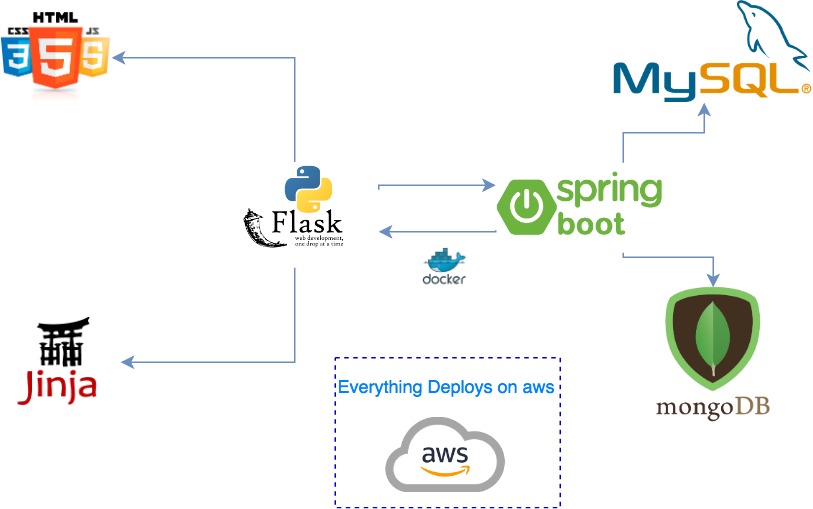 HTML
CSS
JS
3
5
5
MySQL®
Flask
web development,
one drop at a time
spring
boot
docker
Jinja
mongoDB
Everything Deploys on aws
aws